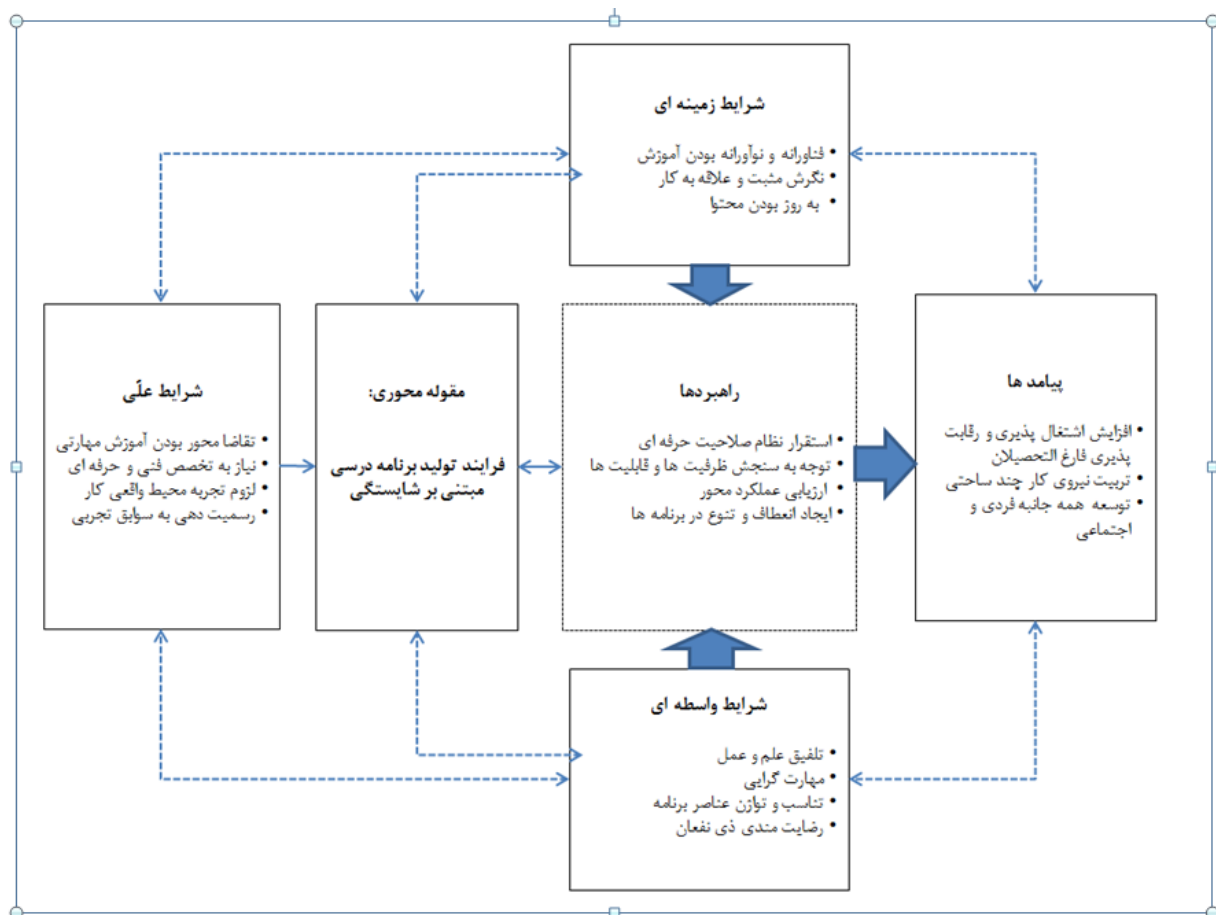 شرایط زمینه ای
• فناورانه و نوآورانه بودن آموزش
• نگرش مثبت و علاقه به کار
• به روز بودن محتوا
شرایط علّی
• تقاضا محور بودن آموزش مهارتی
• نیاز به تخصص فنی و حرفه ای
• لزوم تجربه محیط واقعی کار
• رسمیت دهی به سوابق تجربی
مقوله محوری:
فرایند تولید برنامه درسی
مبتنی بر شایستگی
راهبردها
• استقرار نظام صلاحیت حرفه ای
• توجه به سنجش ظرفیت ها و قابلیت ها
• ارزیابی عملکرد محور
• ایجاد انعطاف و تنوع در برنامه ها
پیامد ها
• افزایش اشتغال پذیری و رقابت
پذیری فارغ التحصیلان
• تربیت نیروی کار چند ساحتی
• توسعه همه جانبه فردی و
اجتماعی
شرایط واسطه ای
• تلفیق علم و عمل
• مهارت گرایی
• تناسب و توازن عناصر برنامه
• رضایت مندی ذی نفعان